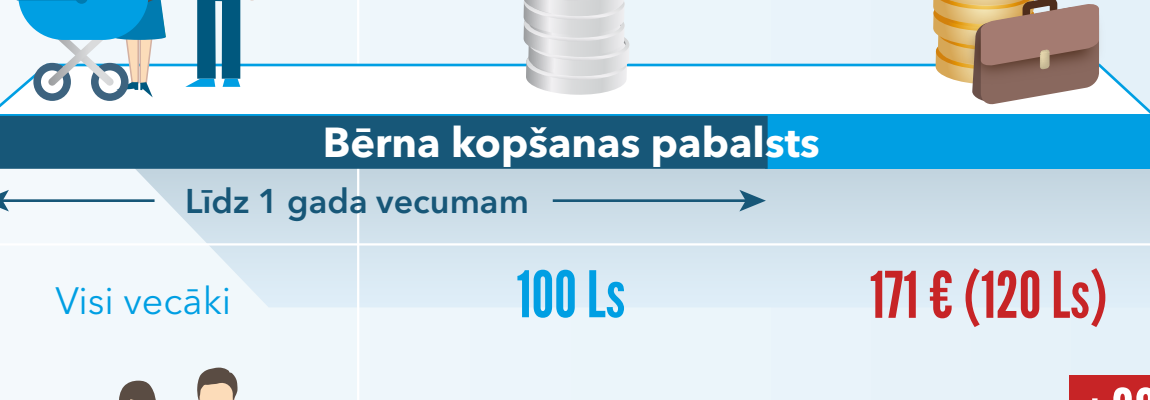 Bērna kopšanas pabalsts
Līdz 1 gada vecumam
Visi vecāki
100 Ls
171 € (120 Ls)